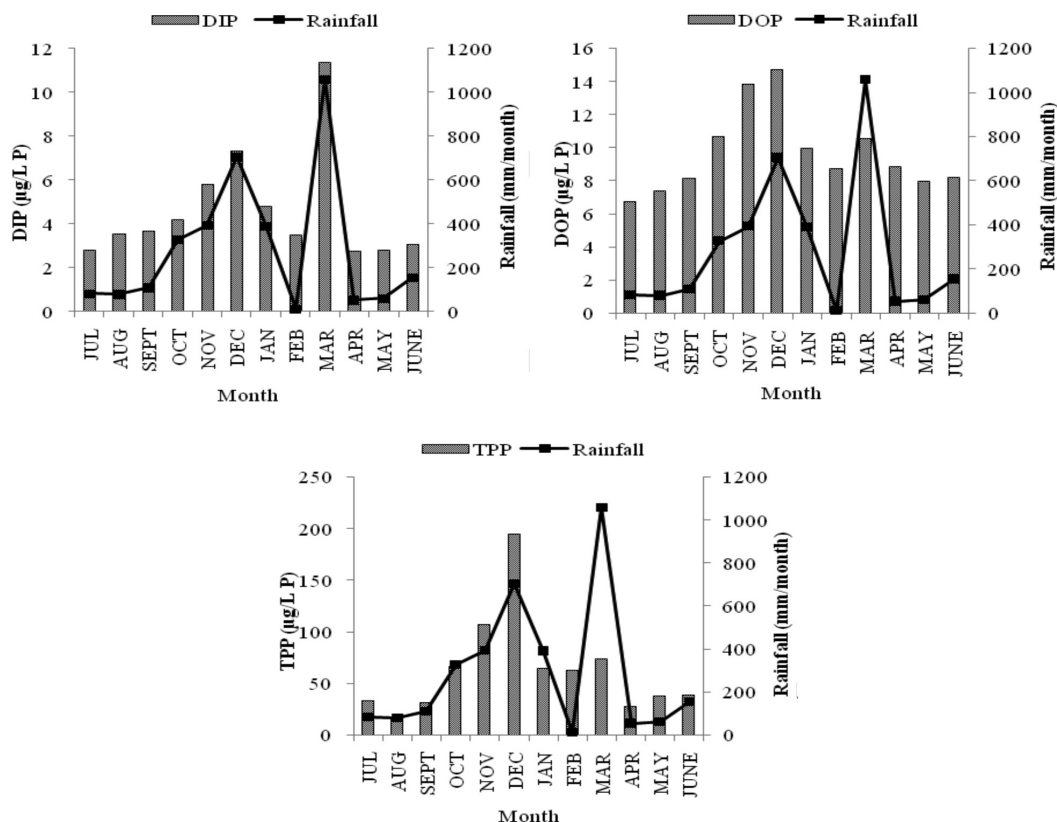 DIP Rainfall
12
10
8
6
4
2
0
DIP (µg/L P)
1200
1000
800
600
400
200
0
Rainfall (mm/month)
JUL AUG SEPT OCT NOV DEC JAN FEB MAR APR MAY JUNE
Month
DOP Rainfall
16
14
12
10
8
6
4
2
0
DOP (µg/L P)
1200
1000
800
600
400
200
0
Rainfall (mm/month)
JUL AUG SEPT OCT NOV DEC JAN FEB MAR APR MAY JUNE
Month
TPP Rainfall
250
200
150
100
50
0
TPP (µg/L P)
1200
1000
800
600
400
200
0
Rainfall (mm/month)
JUL AUG SEPT OCT NOV DEC JAN FEB MAR APR MAY JUNE
Month